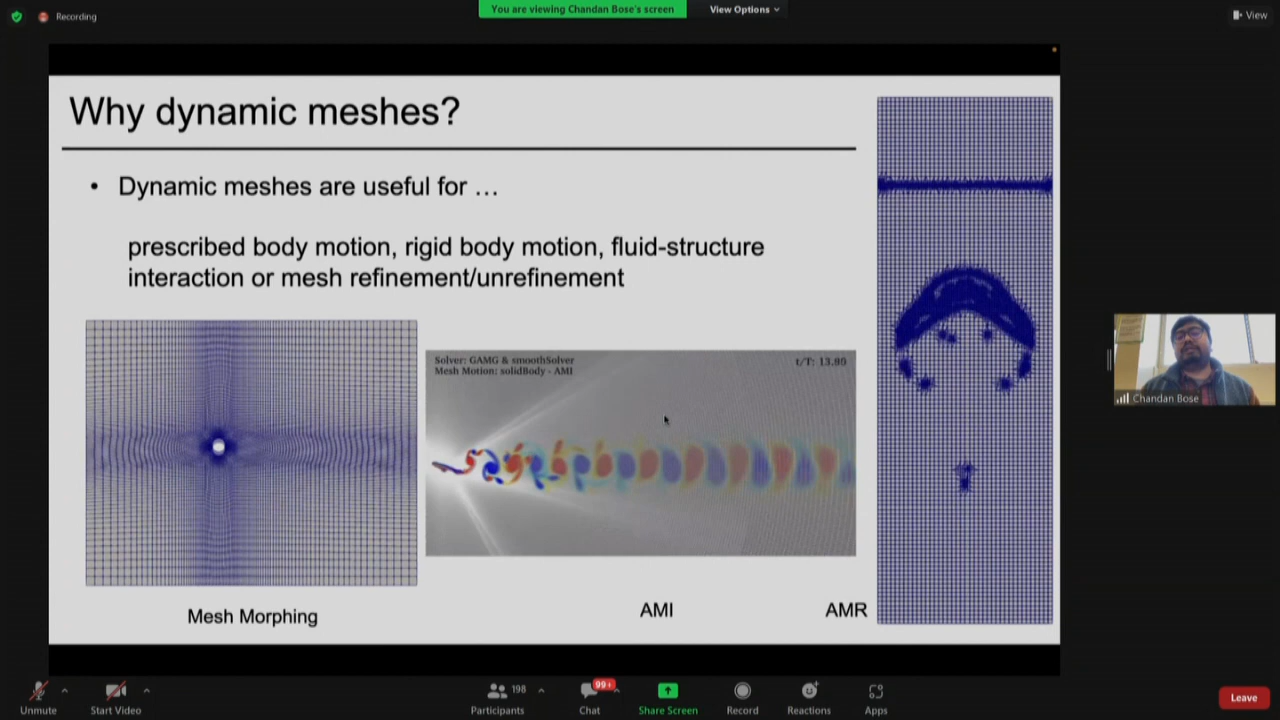 Recording
You are viewing Chandan Bose's screen
View Options
View
Why dynamic meshes?
• Dynamic meshes are useful for …
prescribed body motion, rigid body motion, fluid-structure
interaction or mesh refinement/unrefinement
Solver: GAMG & smoothSolver
Mesh Motion: solidBody - AMI
t/T: 13.80
Mesh Morphing
AMI
AMR
Chandan Bose
Unmute
Start Video
198
Participants
99+
Chat
Share Screen
Record
Reactions
Apps
Leave